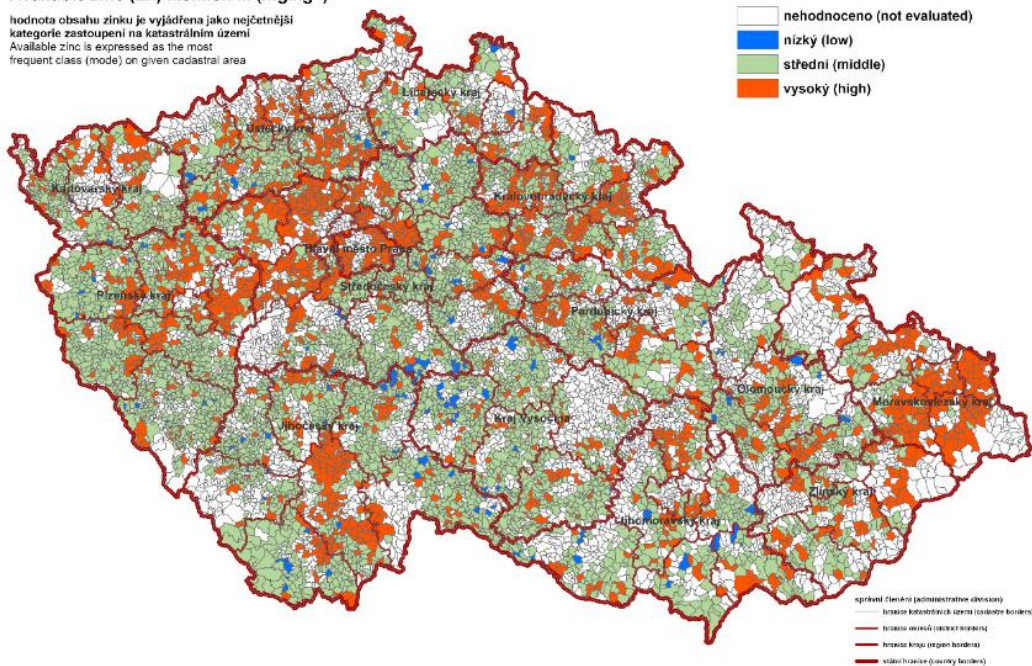 hodnota obsahu zinku je vyjádřena jako nejčetnější
kategorie zastoupení na katastrálním území
Available zinc is expressed as the most
frequent class (mode) on given cadastral area
nehodnoceno (not evaluated)
nízký (low)
střední (middle)
vysoký (high)
Liberecký kraj
Ústecký kraj
Karlovarský kraj
Královéhradecký kraj
Hlavní město Praha
Plzeňský kraj
Středočeský kraj
Pardubický kraj
Olomoucký kraj
Moravskoslezský kraj
Jihočeský kraj
Kraj Vysočina
Zlínský kraj
Jihomoravský kraj
správní členění (administrative division)
hranice katastrálních území (cadastre borders)
hranice okresů (district borders)
hranice krajů (region borders)
státní hranice (country borders)